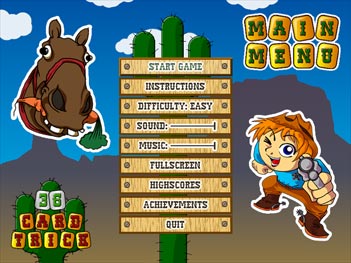 MAIN
MENU
START GAME
INSTRUCTIONS
DIFFICULTY: EASY
SOUND:
MUSIC:
FULLSCREEN
HIGHSCORES
ACHIEVEMENTS
QUIT
36
CARD
TRICK